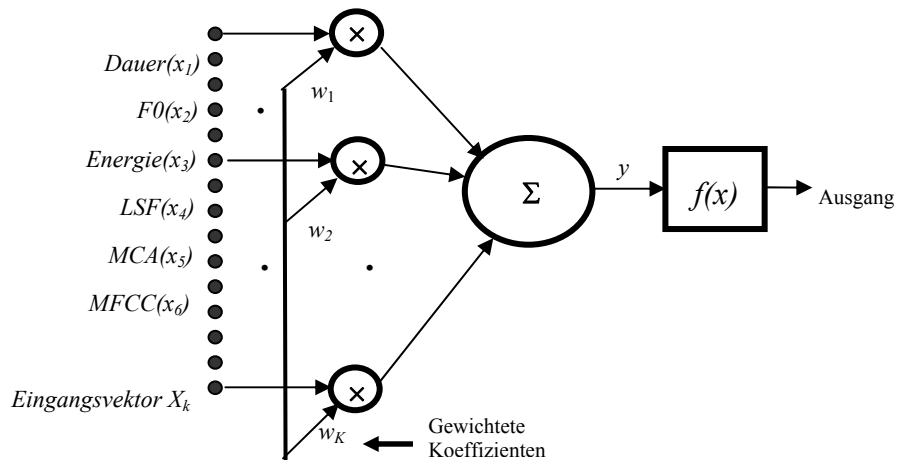 Dauer(x₁)
F0(x₂)
Energie(x₃)
LSF(x₄)
MCA(x₅)
MFCC(x₆)
Eingangsvektor Xₖ
×
w₁
×
w₂
×
w_K
Σ
y
f(x)
Ausgang
Gewichtete
Koeffizienten